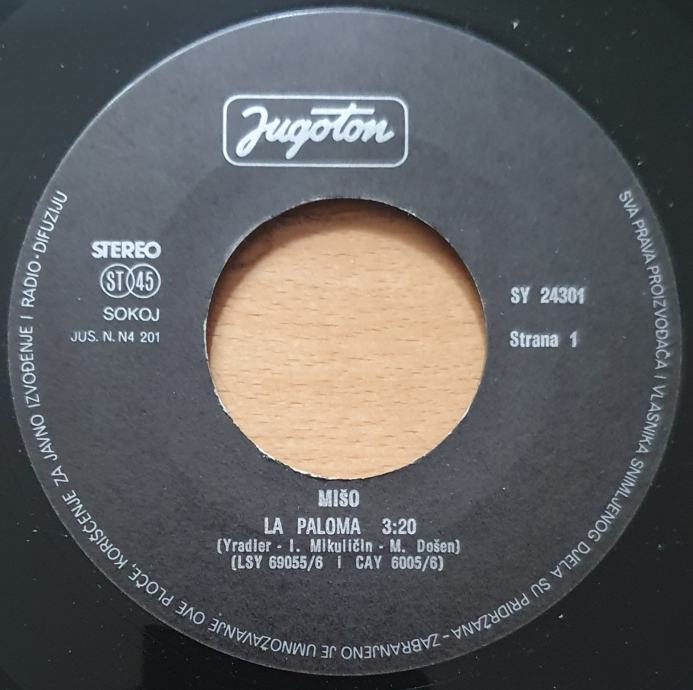 Jugoton
STEREO
ST 45
SOKOJ
JUS. N. N4 201
SY 24301
Strana 1
MIŠO
LA PALOMA 3:20
(Yradier - I. Mikuličin - M. Došen)
(LSY 69055/6 i CAY 6005/6)
SVA PRAVA PROIZVOĐAČA I VLASNIKA SNIMLJENOG DJELA SU PRIDRŽANA - ZABRANJENO JE UMNOŽAVANJE OVE PLOČE, KORIŠĆENJE ZA JAVNO IZVOĐENJE I RADIO-DIFUZIJU